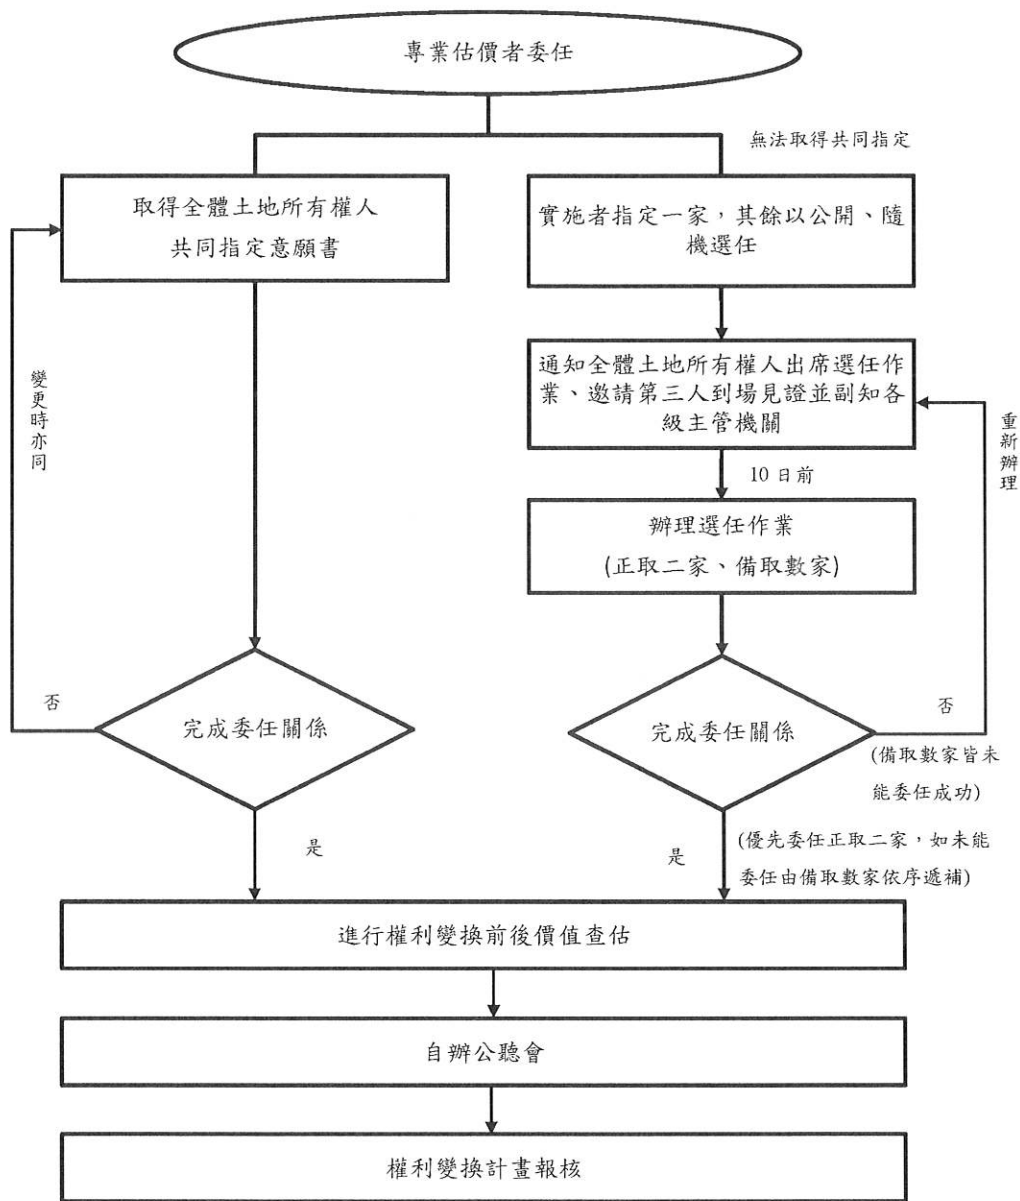 專業估價者委任
無法取得共同指定
取得全體土地所有權人
共同指定意願書
實施者指定一家，其餘以公開、隨
機選任
通知全體土地所有權人出席選任作
業、邀請第三人到場見證並副知各
級主管機關
變更時亦同
重新辦理
10 日前
辦理選任作業
(正取二家、備取數家)
否
完成委任關係
完成委任關係
否
(備取數家皆未
能委任成功)
是
是
(優先委任正取二家，如未能
委任由備取數家依序遞補)
進行權利變換前後價值查估
自辦公聽會
權利變換計畫報核